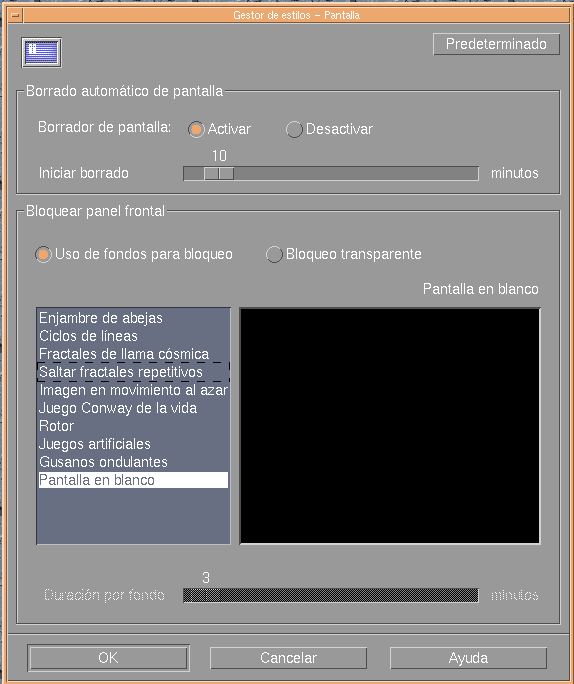 Gestor de estilos - Pantalla
Predeterminado
Borrado automático de pantalla
Borrador de pantalla: Activar Desactivar
10
Iniciar borrado minutos
Bloquear panel frontal
Uso de fondos para bloqueo Bloqueo transparente
Pantalla en blanco
Enjambre de abejas
Ciclos de líneas
Fractales de llama cósmica
Saltar fractales repetitivos
Imagen en movimiento al azar
Juego Conway de la vida
Rotor
Juegos artificiales
Gusanos ondulantes
Pantalla en blanco
3
Duración por fondo minutos
OK Cancelar Ayuda